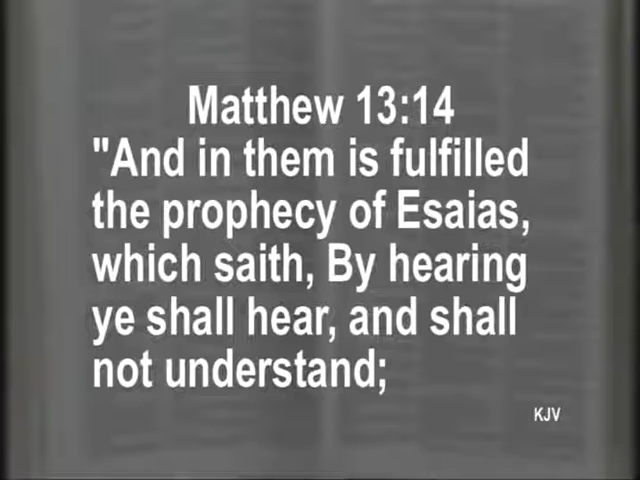 Matthew 13:14
"And in them is fulfilled
the prophecy of Esaias,
which saith, By hearing
ye shall hear, and shall
not understand;
KJV